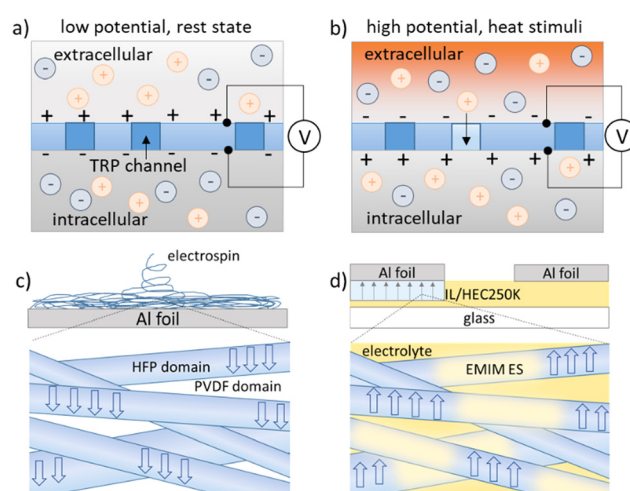 a) low potential, rest state
extracellular
TRP channel
intracellular
V
b) high potential, heat stimuli
extracellular
intracellular
V
c)
electrospin
Al foil
HFP domain
PVDF domain
d)
Al foil
Al foil
IL/HEC250K
glass
electrolyte
EMIM ES